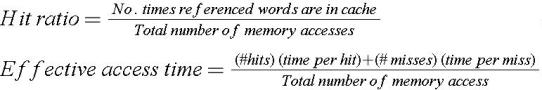 Hit ratio = No. times referenced words are in cache / Total number of memory accesses
Effective access time = (#hits)(time per hit)+(# misses)(time per miss) / Total number of memory access